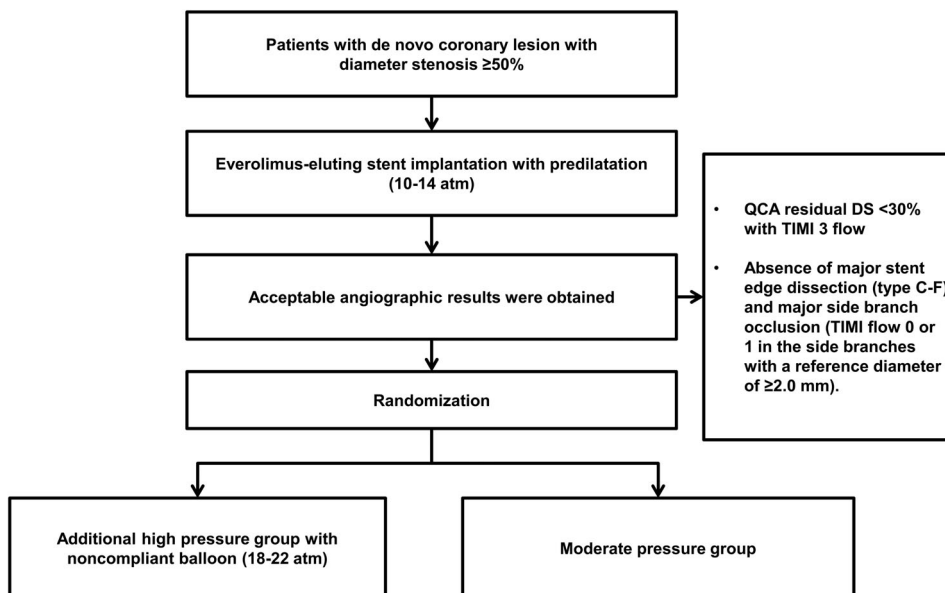 Patients with de novo coronary lesion with
diameter stenosis ≥50%
Everolimus-eluting stent implantation with predilatation
(10-14 atm)
Acceptable angiographic results were obtained
• QCA residual DS <30%
with TIMI 3 flow
• Absence of major stent
edge dissection (type C-F)
and major side branch
occlusion (TIMI flow 0 or
1 in the side branches
with a reference diameter
of ≥2.0 mm).
Randomization
Additional high pressure group with
noncompliant balloon (18-22 atm)
Moderate pressure group